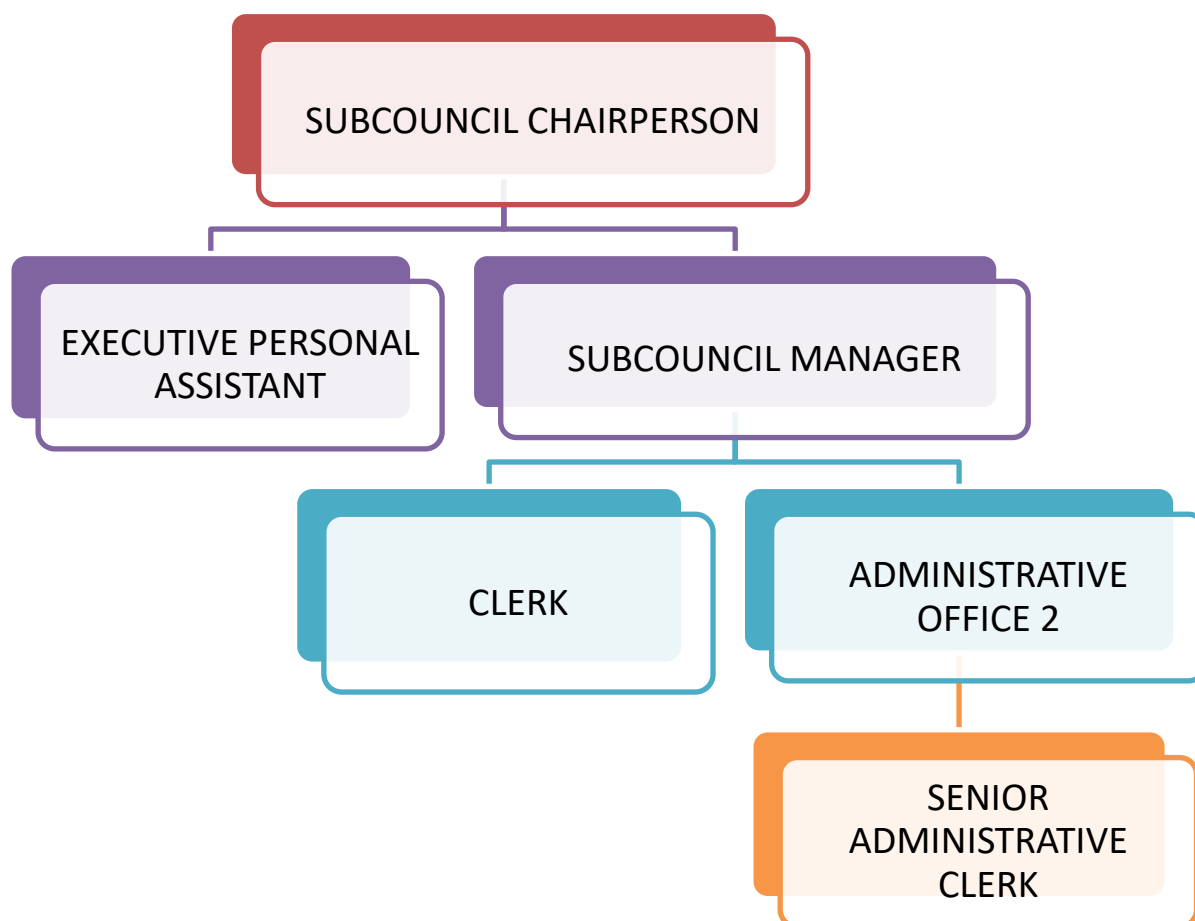 SUBCOUNCIL CHAIRPERSON
EXECUTIVE PERSONAL
ASSISTANT
SUBCOUNCIL MANAGER
CLERK
ADMINISTRATIVE
OFFICE 2
SENIOR
ADMINISTRATIVE
CLERK